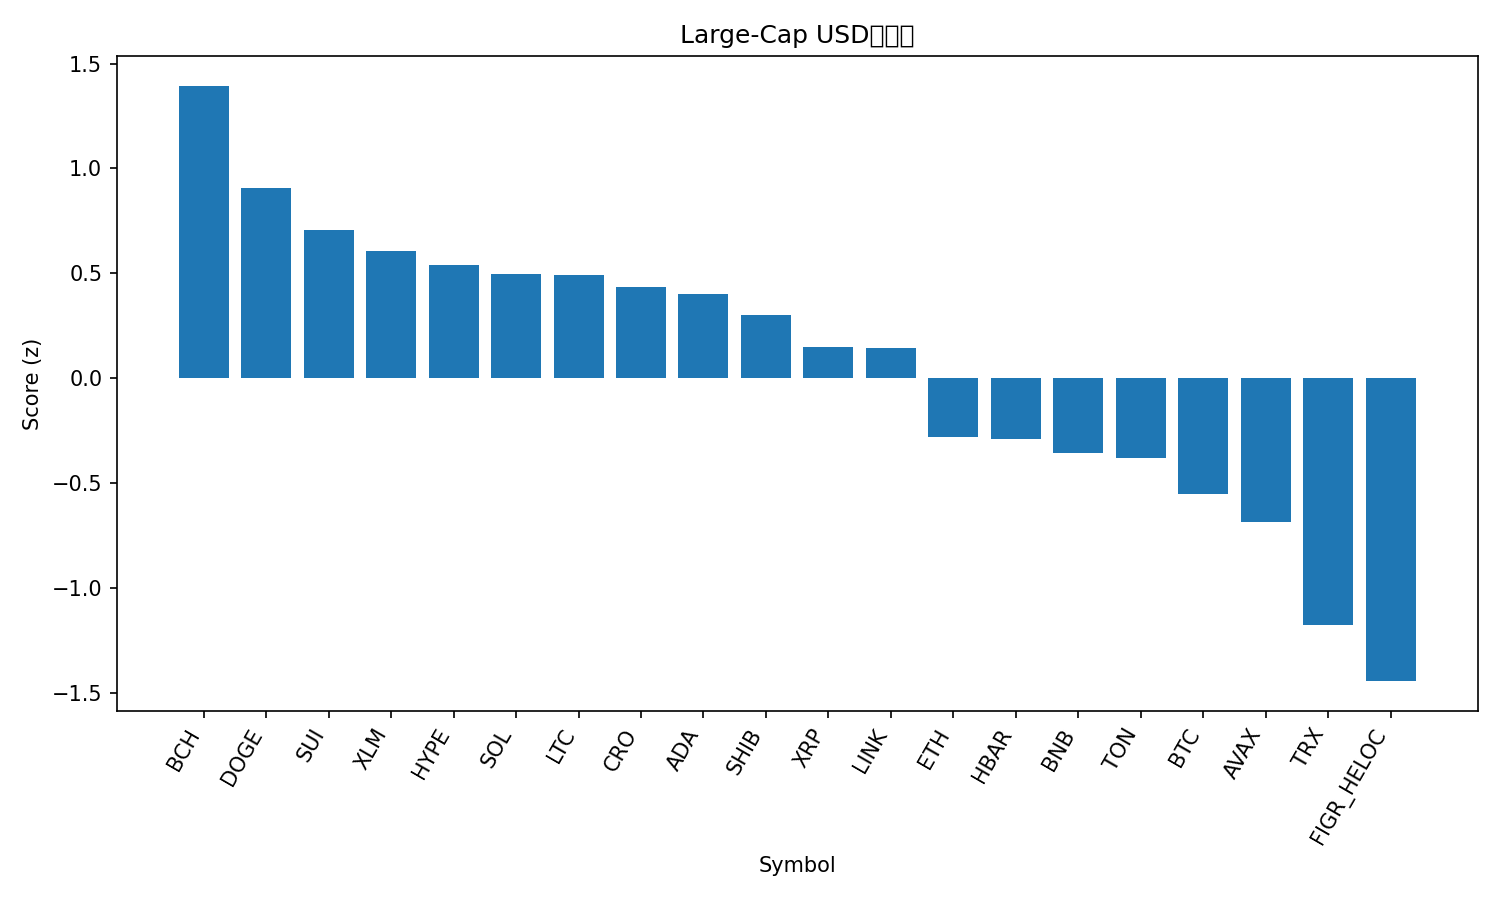 Large-Cap USD
1.5
1.0
0.5
0.0
−0.5
−1.0
−1.5
Score (z)
BCH
DOGE
SUI
XLM
HYPE
SOL
LTC
CRO
ADA
SHIB
XRP
LINK
ETH
HBAR
BNB
TON
BTC
AVAX
TRX
FIGR_HELOC
Symbol